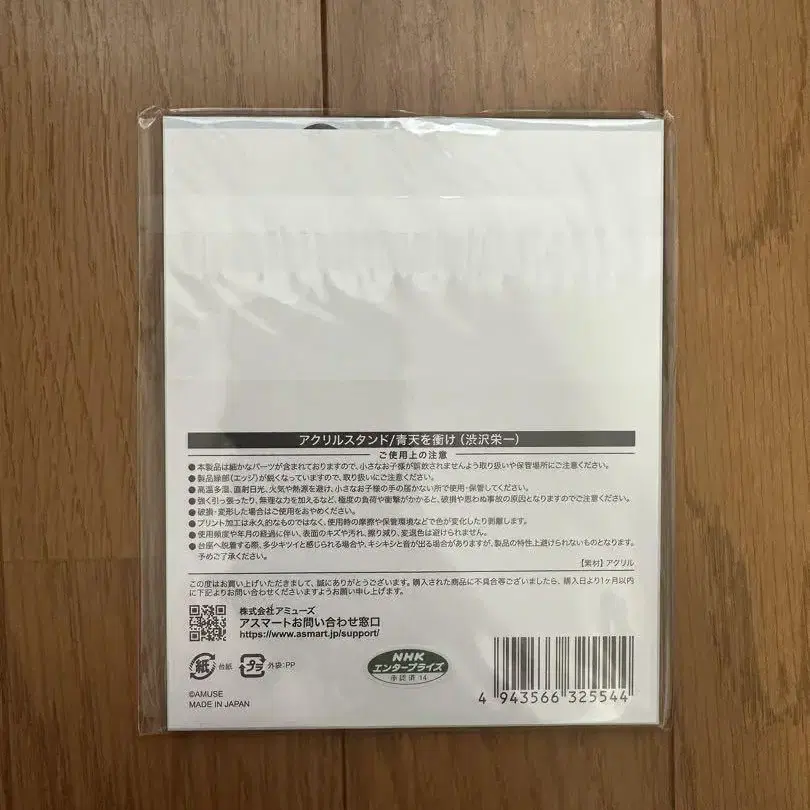 アクリルスタンド/青天を衝け(渋沢栄一)
ご使用上の注意
●本製品は細かなパーツが含まれておりますので、小さなお子様が誤飲されませんよう取り扱いや保管場所にご注意ください。
●製品縁部(エッジ)が鋭くなっていますので、取り扱いにご注意ください。
●高温多湿、直射日光、火気や熱源を避け、小さなお子様の手の届かない所で使用・保管してください。
●強く引っ張ったり、無理な力を加えるなど、極度の負荷や衝撃がかかると、破損や思わぬ事故の原因となりますのでご注意ください。
●破損・変形した場合はご使用をおやめください。
●プリント加工は永久的なものではなく、使用時の摩擦や保管環境などで色が変化したり剥離します。
●使用頻度や年月の経過に伴い、表面のキズや汚れ、擦り減り、変退色は避けられません。
●台座へ脱着する際、多少キツイと感じられる場合や、キシキシと音が出る場合がありますが、製品の特性上避けられないものとなります。
予めご了承ください。
【素材】アクリル
この度はお買い上げいただきまして、誠にありがとうございます。購入された商品に不具合等ございましたら、購入日より1ヶ月以内
に下記よりお問い合わせくださいますようお願い申し上げます。
株式会社アミューズ
アスマートお問い合わせ窓口
https://www.asmart.jp/support/
紙 台紙 プラ 外袋:PP
NHK
エンタープライズ
承認済 14
©AMUSE
MADE IN JAPAN
4 943566 325544